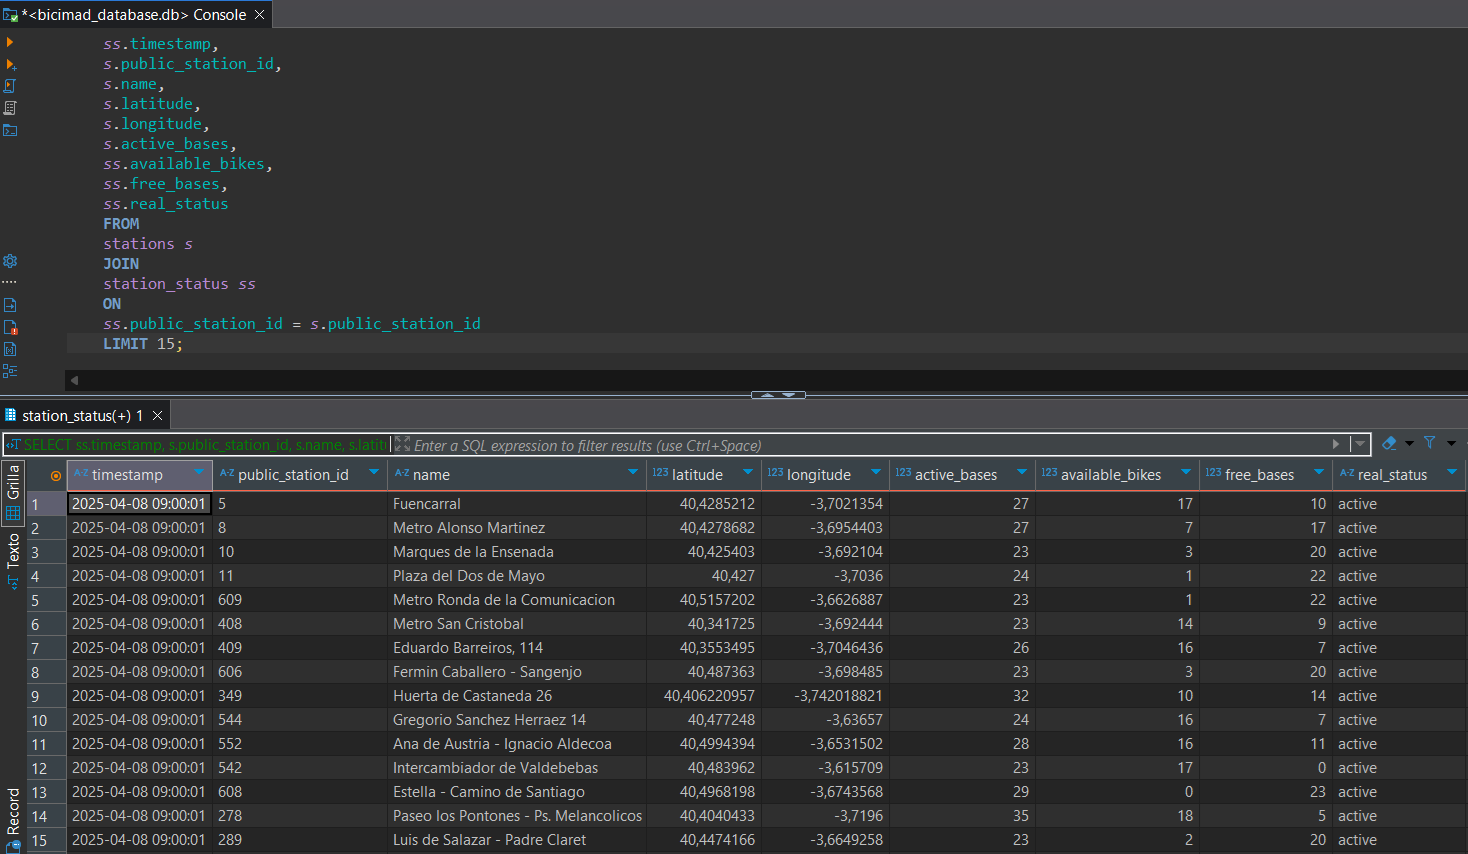 *<bicimad_database.db> Console
ss.timestamp,
s.public_station_id,
s.name,
s.latitude,
s.longitude,
s.active_bases,
ss.available_bikes,
ss.free_bases,
ss.real_status
FROM
stations s
JOIN
station_status ss
ON
ss.public_station_id = s.public_station_id
LIMIT 15;
station_status(+) 1
SELECT ss.timestamp, s.public_station_id, s.name, s.latit Enter a SQL expression to filter results (use Ctrl+Space)
Grilla
Texto
Record
A-Z timestamp A-Z public_station_id A-Z name 123 latitude 123 longitude 123 active_bases 123 available_bikes 123 free_bases A-Z real_status
1 2025-04-08 09:00:01 5 Fuencarral 40,4285212 -3,7021354 27 17 10 active
2 2025-04-08 09:00:01 8 Metro Alonso Martinez 40,4278682 -3,6954403 27 7 17 active
3 2025-04-08 09:00:01 10 Marques de la Ensenada 40,425403 -3,692104 23 3 20 active
4 2025-04-08 09:00:01 11 Plaza del Dos de Mayo 40,427 -3,7036 24 1 22 active
5 2025-04-08 09:00:01 609 Metro Ronda de la Comunicacion 40,5157202 -3,6626887 23 1 22 active
6 2025-04-08 09:00:01 408 Metro San Cristobal 40,341725 -3,692444 23 14 9 active
7 2025-04-08 09:00:01 409 Eduardo Barreiros, 114 40,3553495 -3,7046436 26 16 7 active
8 2025-04-08 09:00:01 606 Fermin Caballero - Sangenjo 40,487363 -3,698485 23 3 20 active
9 2025-04-08 09:00:01 349 Huerta de Castaneda 26 40,406220957 -3,742018821 32 10 14 active
10 2025-04-08 09:00:01 544 Gregorio Sanchez Herraez 14 40,477248 -3,63657 24 16 7 active
11 2025-04-08 09:00:01 552 Ana de Austria - Ignacio Aldecoa 40,4994394 -3,6531502 28 16 11 active
12 2025-04-08 09:00:01 542 Intercambiador de Valdebebas 40,483962 -3,615709 23 17 0 active
13 2025-04-08 09:00:01 608 Estella - Camino de Santiago 40,4968198 -3,6743568 29 0 23 active
14 2025-04-08 09:00:01 278 Paseo los Pontones - Ps. Melancolicos 40,4040433 -3,7196 35 18 5 active
15 2025-04-08 09:00:01 289 Luis de Salazar - Padre Claret 40,4474166 -3,6649258 23 2 20 active